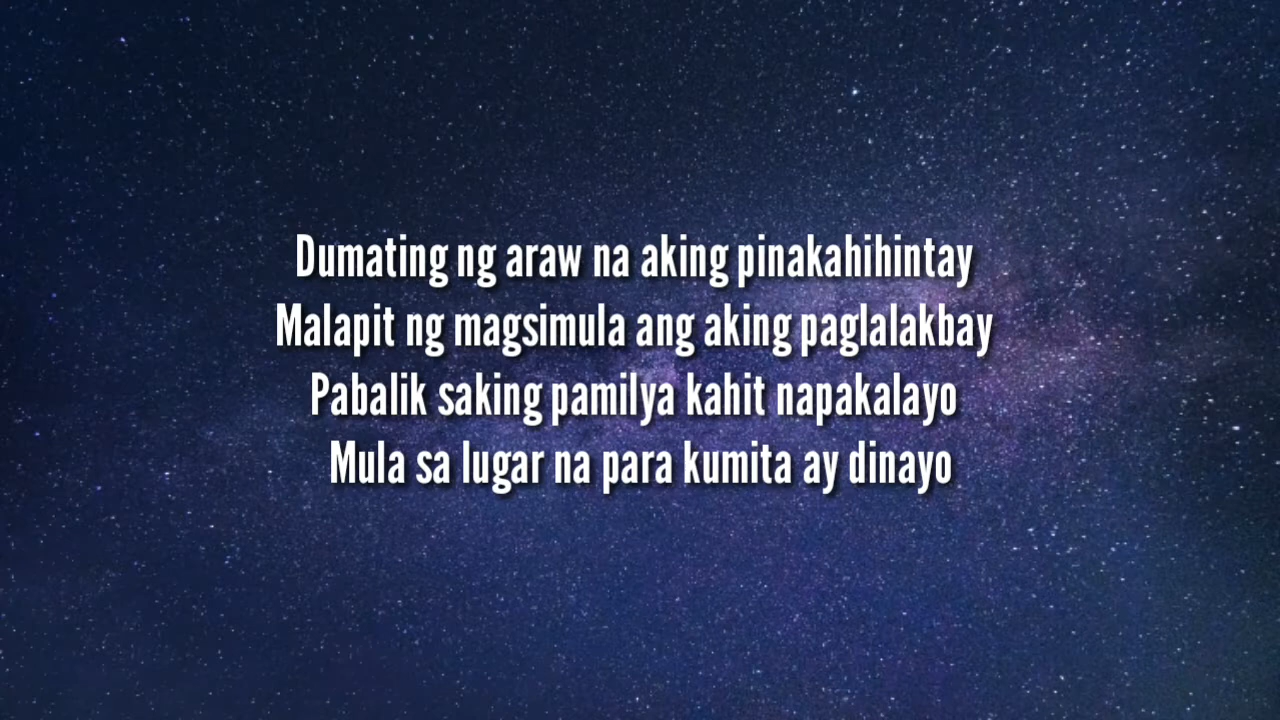 Dumating ng araw na aking pinakahihintay
Malapit ng magsimula ang aking paglalakbay
Pabalik saking pamilya kahit napakalayo
Mula sa lugar na para kumita ay dinayo